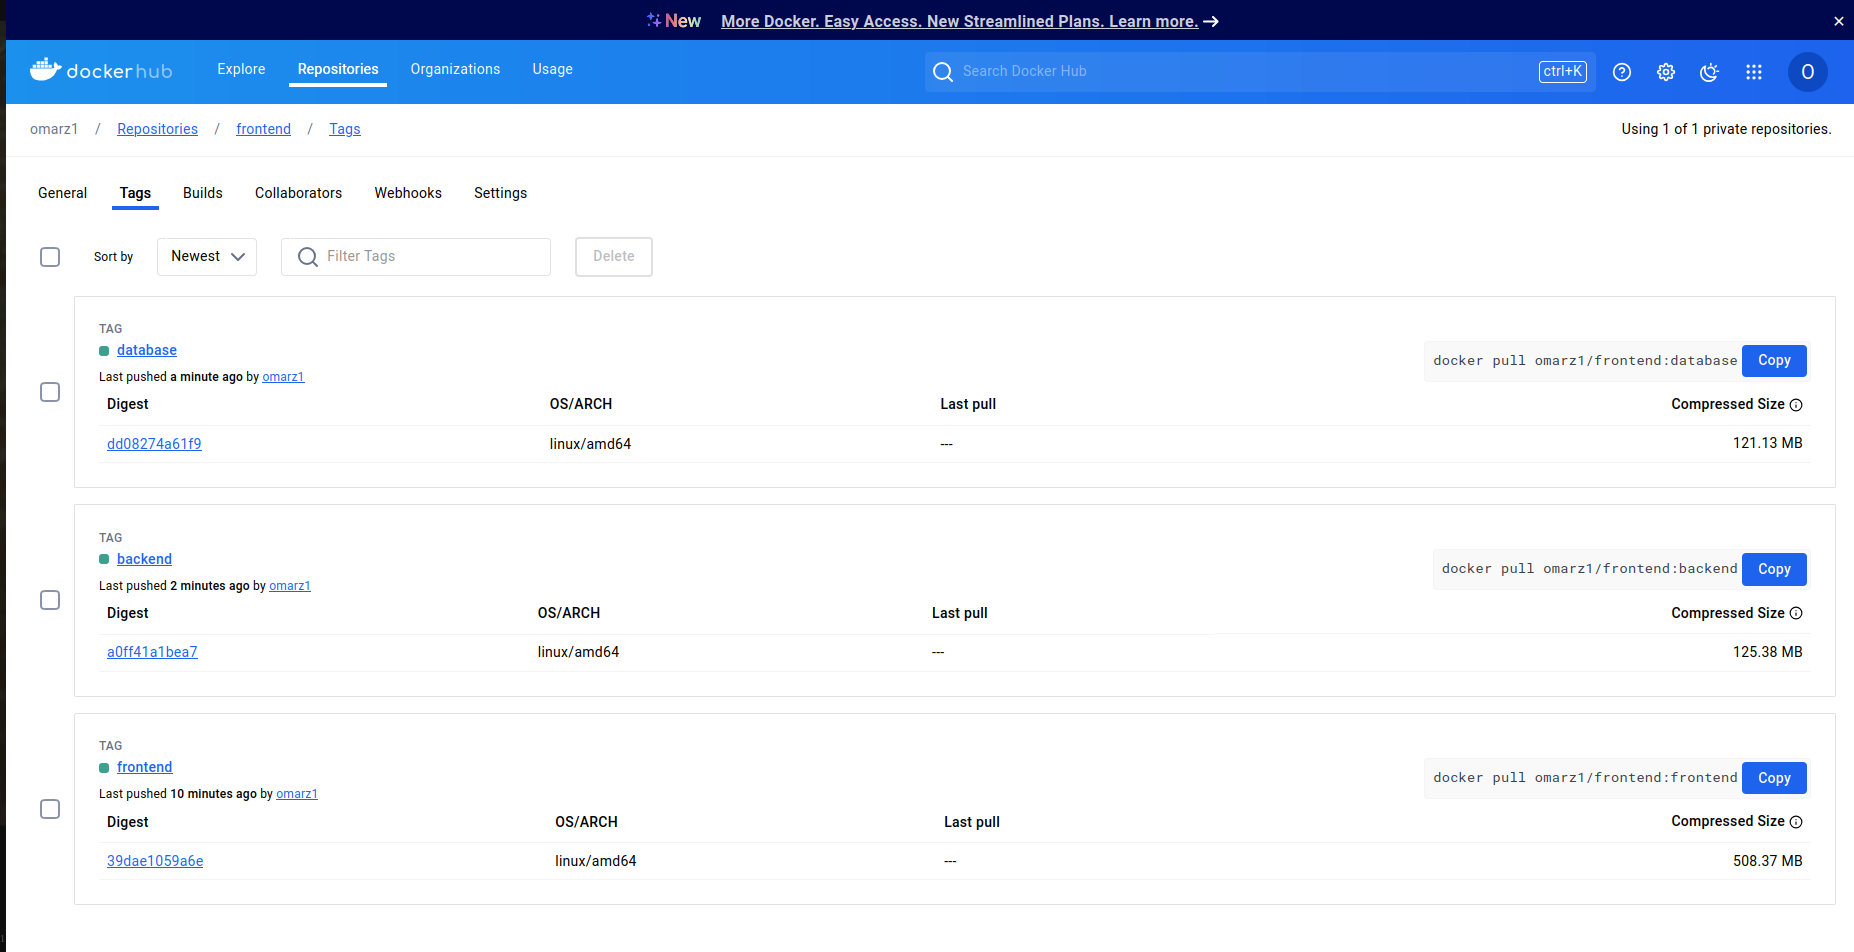 New More Docker. Easy Access. New Streamlined Plans. Learn more. → ×
dockerhub Explore Repositories Organizations Usage Search Docker Hub ctrl+K ? O
omarz1 / Repositories / frontend / Tags Using 1 of 1 private repositories.
General Tags Builds Collaborators Webhooks Settings
Sort by Newest Filter Tags Delete
TAG
database
docker pull omarz1/frontend:database Copy
Last pushed a minute ago by omarz1
Digest OS/ARCH Last pull Compressed Size
dd08274a61f9 linux/amd64 --- 121.13 MB
TAG
backend
docker pull omarz1/frontend:backend Copy
Last pushed 2 minutes ago by omarz1
Digest OS/ARCH Last pull Compressed Size
a0ff41a1bea7 linux/amd64 --- 125.38 MB
TAG
frontend
docker pull omarz1/frontend:frontend Copy
Last pushed 10 minutes ago by omarz1
Digest OS/ARCH Last pull Compressed Size
39dae1059a6e linux/amd64 --- 508.37 MB